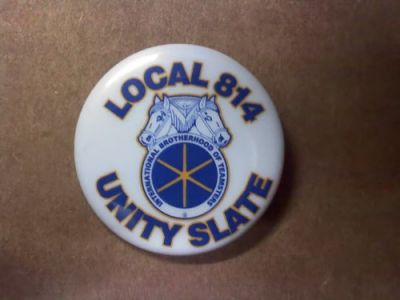 LOCAL 814
INTERNATIONAL BROTHERHOOD OF TEAMSTERS
UNITY SLATE